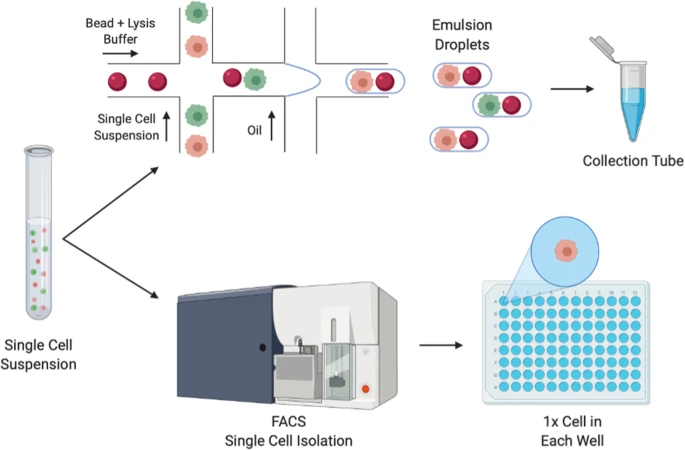 Bead + Lysis
Buffer
Single Cell
Suspension
Oil
Emulsion
Droplets
Collection Tube
Single Cell
Suspension
FACS
Single Cell Isolation
1x Cell in
Each Well